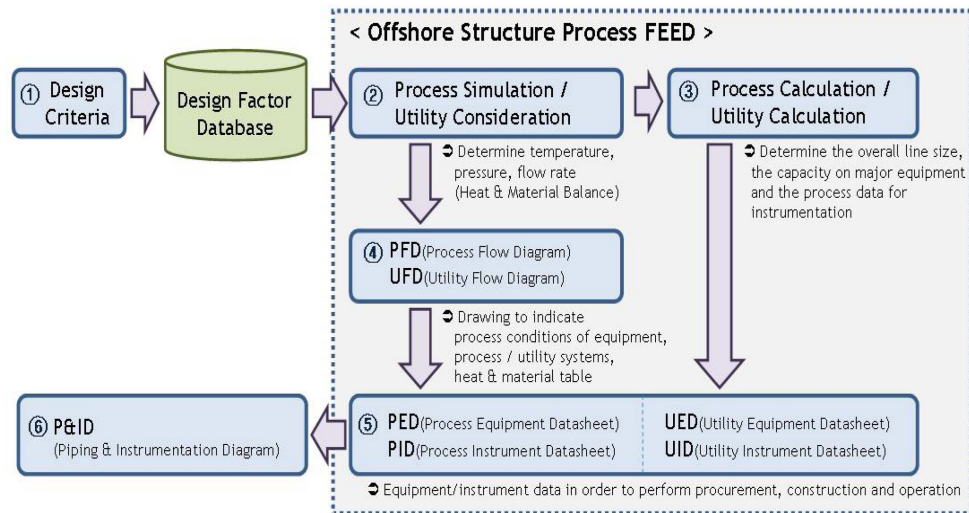 < Offshore Structure Process FEED >
① Design
Criteria
Design Factor
Database
② Process Simulation /
Utility Consideration
③ Process Calculation /
Utility Calculation
➲ Determine temperature,
pressure, flow rate
(Heat & Material Balance)
➲ Determine the overall line size,
the capacity on major equipment
and the process data for
instrumentation
④ PFD(Process Flow Diagram)
UFD(Utility Flow Diagram)
➲ Drawing to indicate
process conditions of equipment,
process / utility systems,
heat & material table
⑤ PED(Process Equipment Datasheet)
PID(Process Instrument Datasheet)
UED(Utility Equipment Datasheet)
UID(Utility Instrument Datasheet)
⑥ P&ID
(Piping & Instrumentation Diagram)
➲ Equipment/instrument data in order to perform procurement, construction and operation